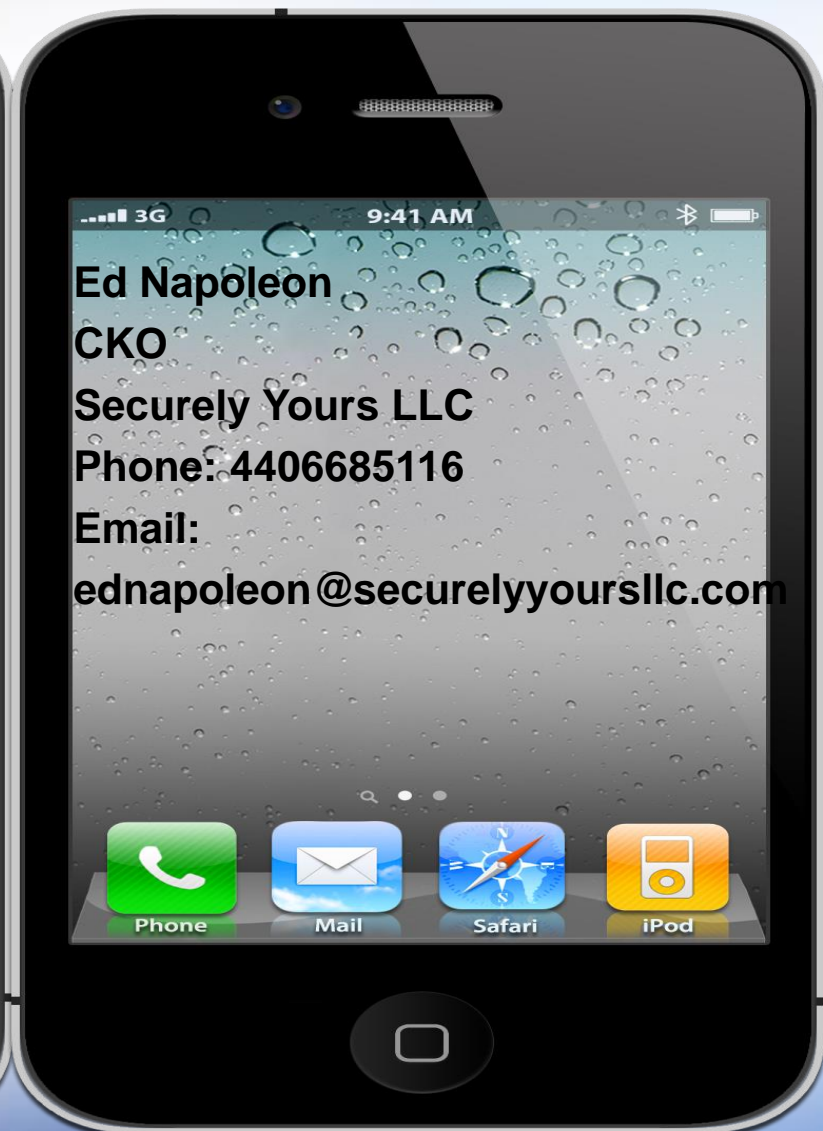 3G 9:41 AM
Ed Napoleon
CKO
Securely Yours LLC
Phone: 4406685116
Email:
ednapoleon@securelyyoursllc.com
Phone Mail Safari iPod